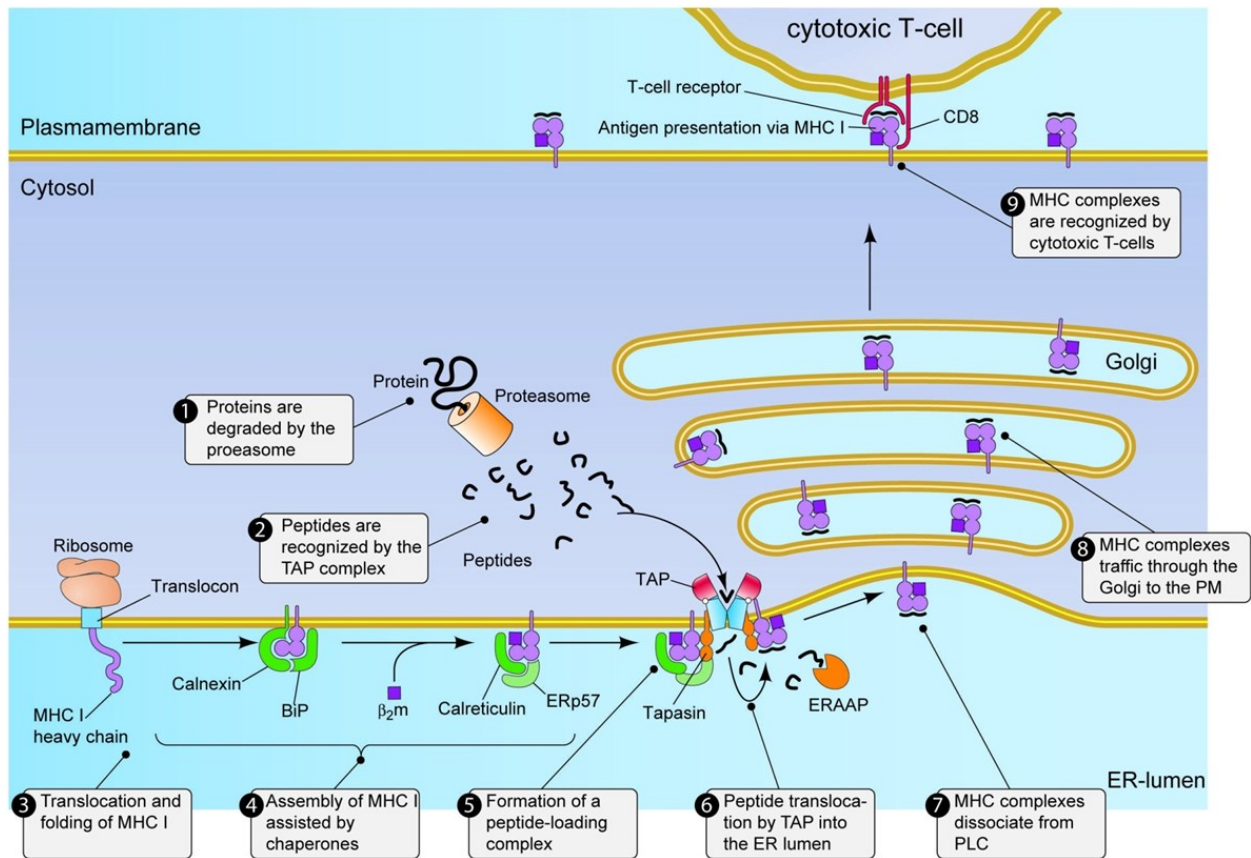 cytotoxic T-cell
T-cell receptor
Plasmamembrane
Antigen presentation via MHC I
CD8
Cytosol
9 MHC complexes
are recognized by
cytotoxic T-cells
Golgi
Protein
Proteasome
1 Proteins are
degraded by the
proeasome
2 Peptides are
recognized by the
TAP complex
Peptides
8 MHC complexes
traffic through the
Golgi to the PM
Ribosome
Translocon
TAP
Calnexin
BiP
β2m
Calreticulin
ERp57
Tapasin
ERAAP
MHC I
heavy chain
ER-lumen
3 Translocation and
folding of MHC I
4 Assembly of MHC I
assisted by
chaperones
5 Formation of a
peptide-loading
complex
6 Peptide transloca-
tion by TAP into
the ER lumen
7 MHC complexes
dissociate from
PLC